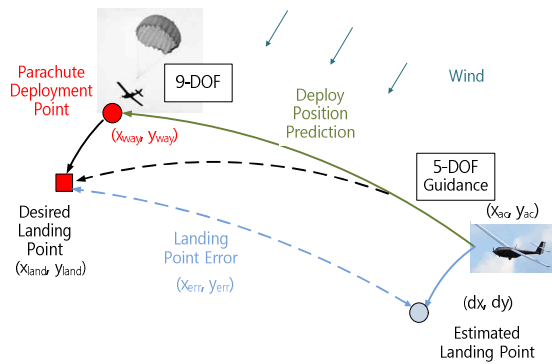 Parachute
Deployment
Point
9-DOF
(xway, yway)
Wind
Deploy
Position
Prediction
5-DOF
Guidance
(xac, yac)
Desired
Landing
Point
(xland, yland)
Landing
Point Error
(xerr, yerr)
(dx, dy)
Estimated
Landing Point